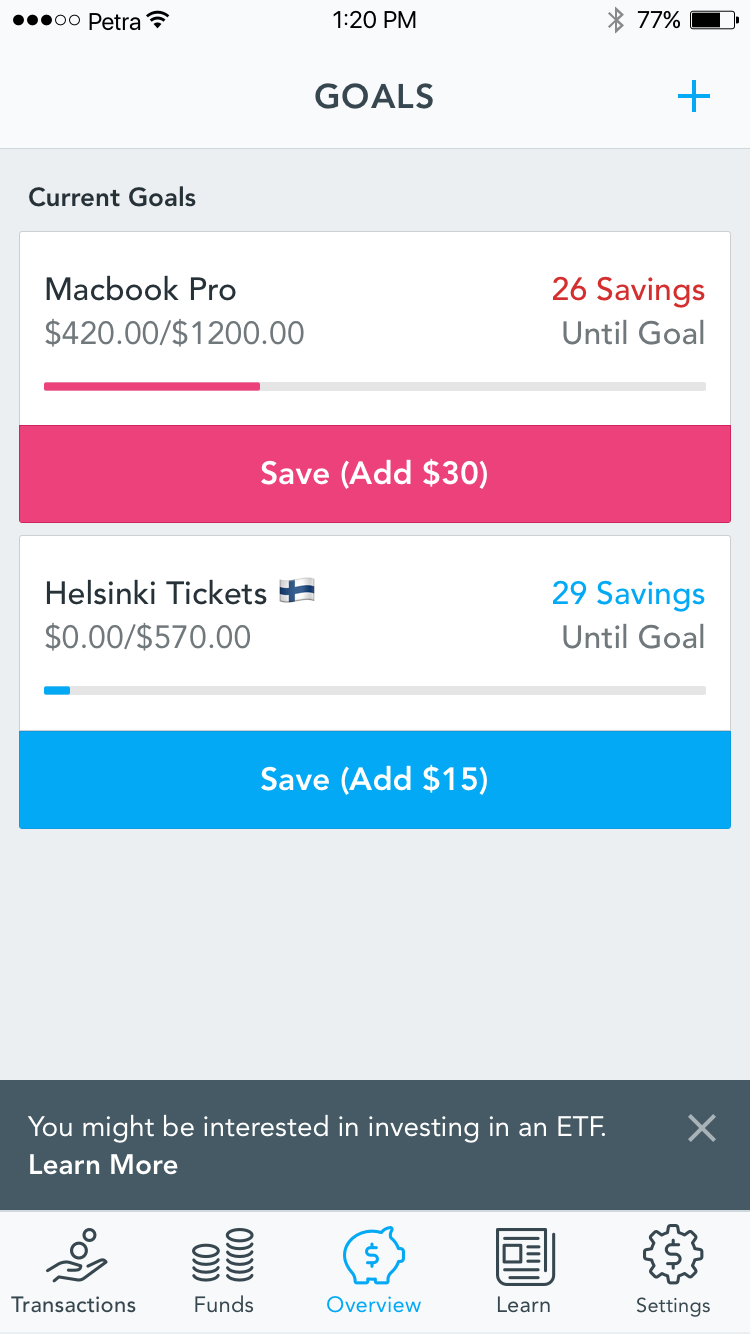 Petra 1:20 PM 77%
GOALS
Current Goals
Macbook Pro 26 Savings
$420.00/$1200.00 Until Goal
Save (Add $30)
Helsinki Tickets 🇫🇮 29 Savings
$0.00/$570.00 Until Goal
Save (Add $15)
You might be interested in investing in an ETF.
Learn More
Transactions Funds Overview Learn Settings